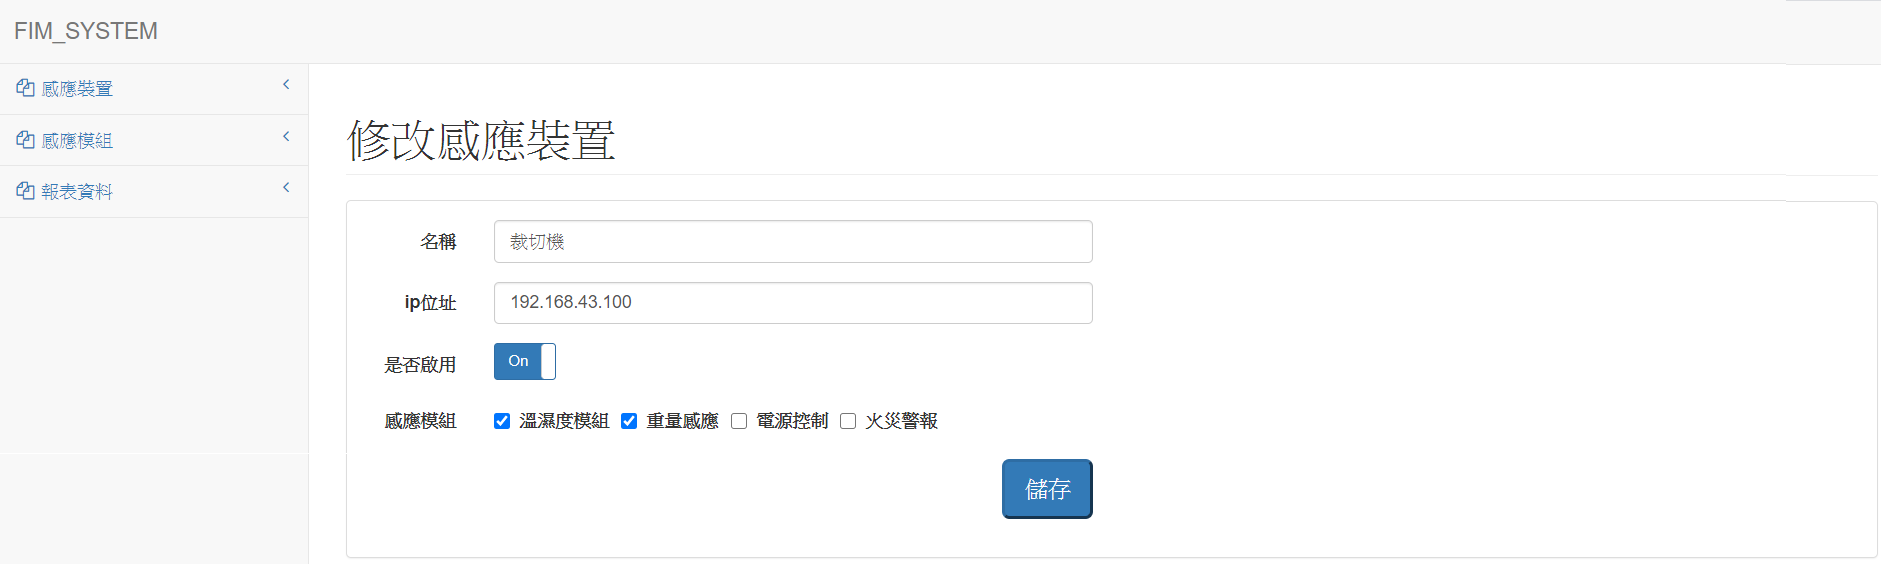 FIM_SYSTEM
感應裝置
感應模組
報表資料
修改感應裝置
名稱 裁切機
ip位址 192.168.43.100
是否啟用 On
感應模組 溫濕度模組 重量感應 電源控制 火災警報
儲存